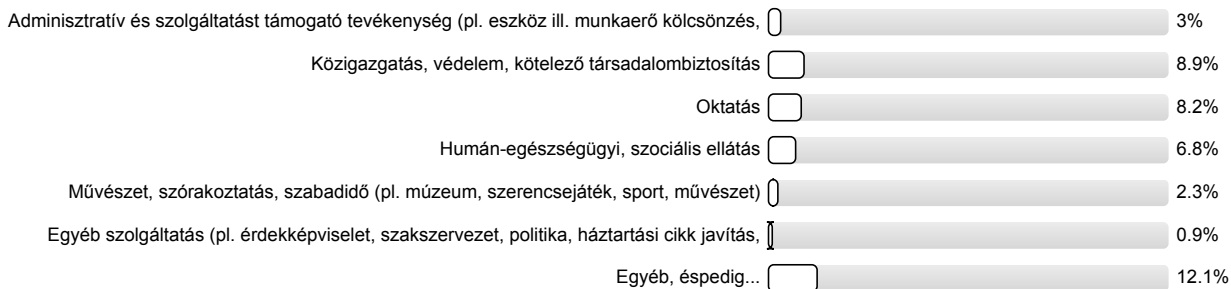 Adminisztratív és szolgáltatást támogató tevékenység (pl. eszköz ill. munkaerő kölcsönzés, 3%
Közigazgatás, védelem, kötelező társadalombiztosítás 8.9%
Oktatás 8.2%
Humán-egészségügyi, szociális ellátás 6.8%
Művészet, szórakoztatás, szabadidő (pl. múzeum, szerencsejáték, sport, művészet) 2.3%
Egyéb szolgáltatás (pl. érdekképviselet, szakszervezet, politika, háztartási cikk javítás, 0.9%
Egyéb, éspedig... 12.1%